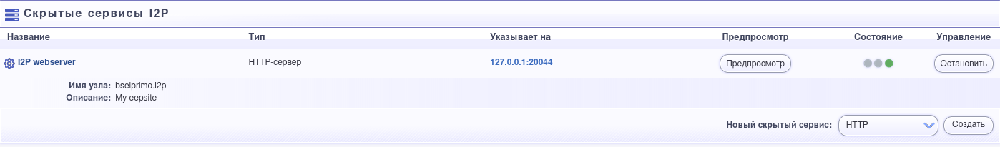 Скрытые сервисы I2P
Название Тип Указывает на Предпросмотр Состояние Управление
I2P webserver HTTP-сервер 127.0.0.1:20044 Предпросмотр Остановить
Имя узла: bselprimo.i2p
Описание: My eepsite
Новый скрытый сервис: HTTP Создать